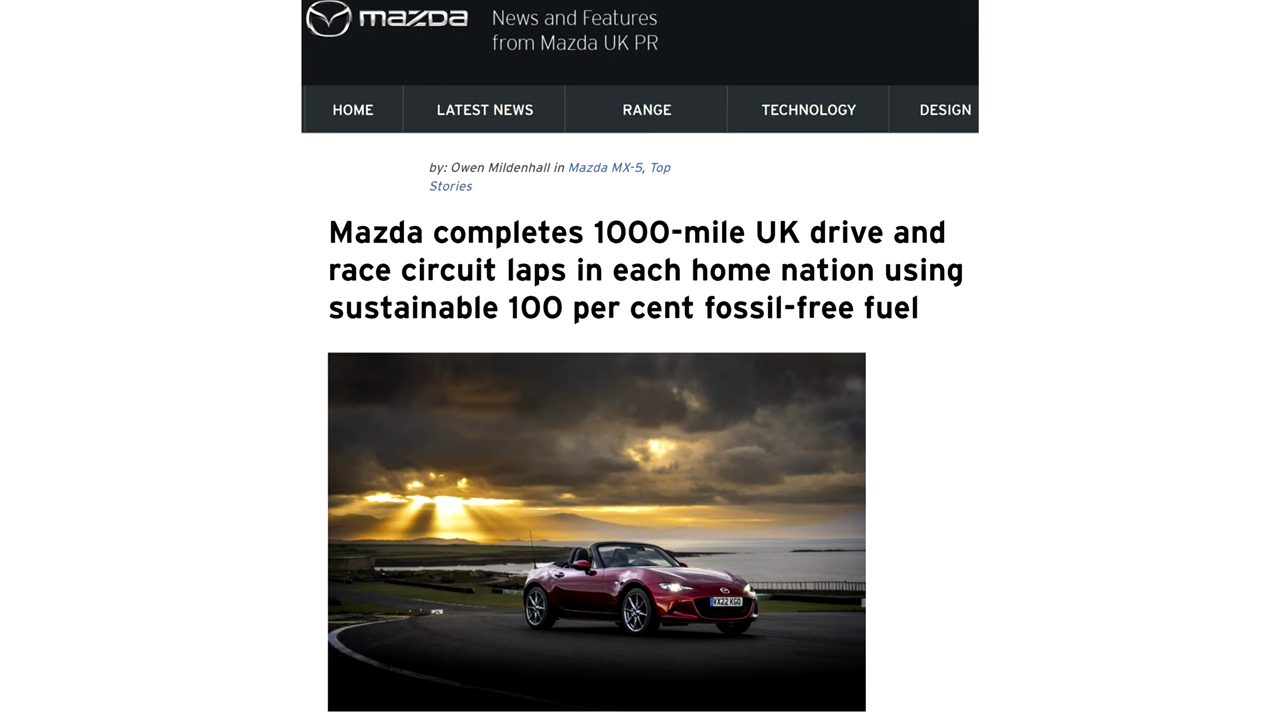 mazda
News and Features
from Mazda UK PR
HOME
LATEST NEWS
RANGE
TECHNOLOGY
DESIGN
by: Owen Mildenhall in Mazda MX-5, Top
Stories
Mazda completes 1000-mile UK drive and
race circuit laps in each home nation using
sustainable 100 per cent fossil-free fuel
VX22 KGO